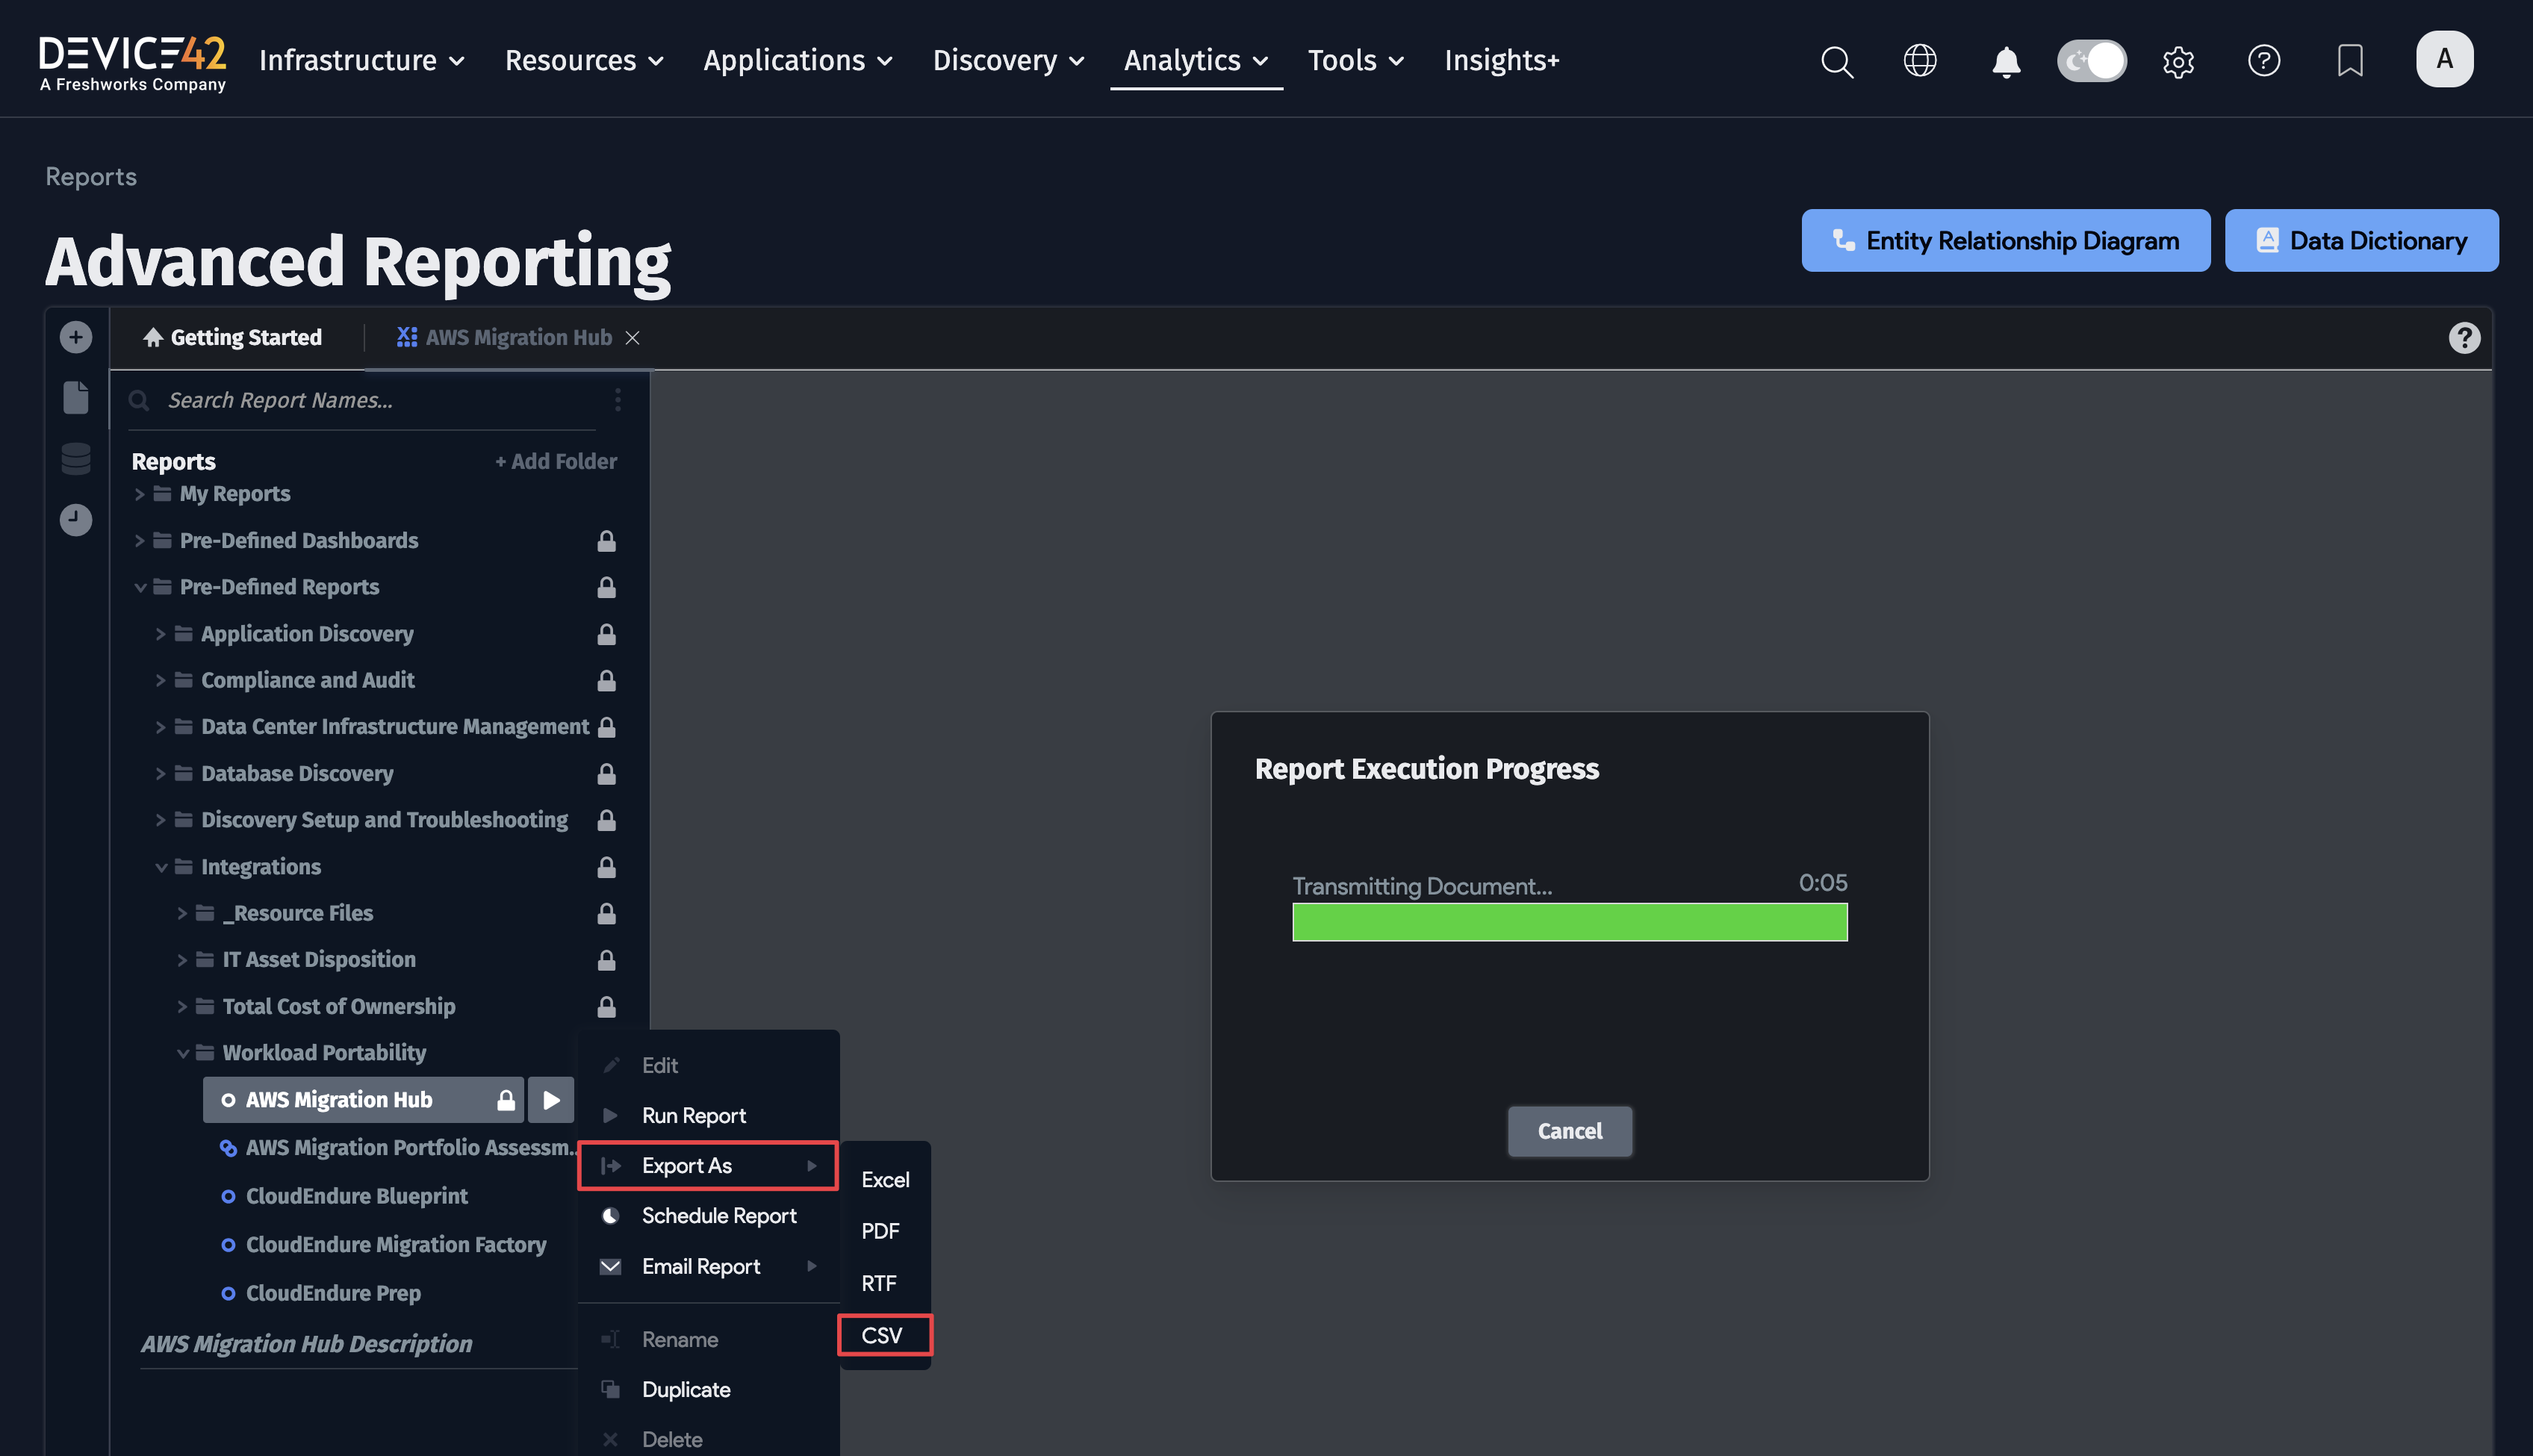 DEVICE42
A Freshworks Company
Infrastructure
Resources
Applications
Discovery
Analytics
Tools
Insights+
A
Reports
Advanced Reporting
Entity Relationship Diagram
Data Dictionary
Getting Started
AWS Migration Hub
Search Report Names...
Reports
+ Add Folder
My Reports
Pre-Defined Dashboards
Pre-Defined Reports
Application Discovery
Compliance and Audit
Data Center Infrastructure Management
Database Discovery
Discovery Setup and Troubleshooting
Integrations
_Resource Files
IT Asset Disposition
Total Cost of Ownership
Workload Portability
AWS Migration Hub
AWS Migration Portfolio Assessm..
CloudEndure Blueprint
CloudEndure Migration Factory
CloudEndure Prep
AWS Migration Hub Description
Edit
Run Report
Export As
Schedule Report
Email Report
Rename
Duplicate
Delete
Excel
PDF
RTF
CSV
Report Execution Progress
Transmitting Document...
0:05
Cancel